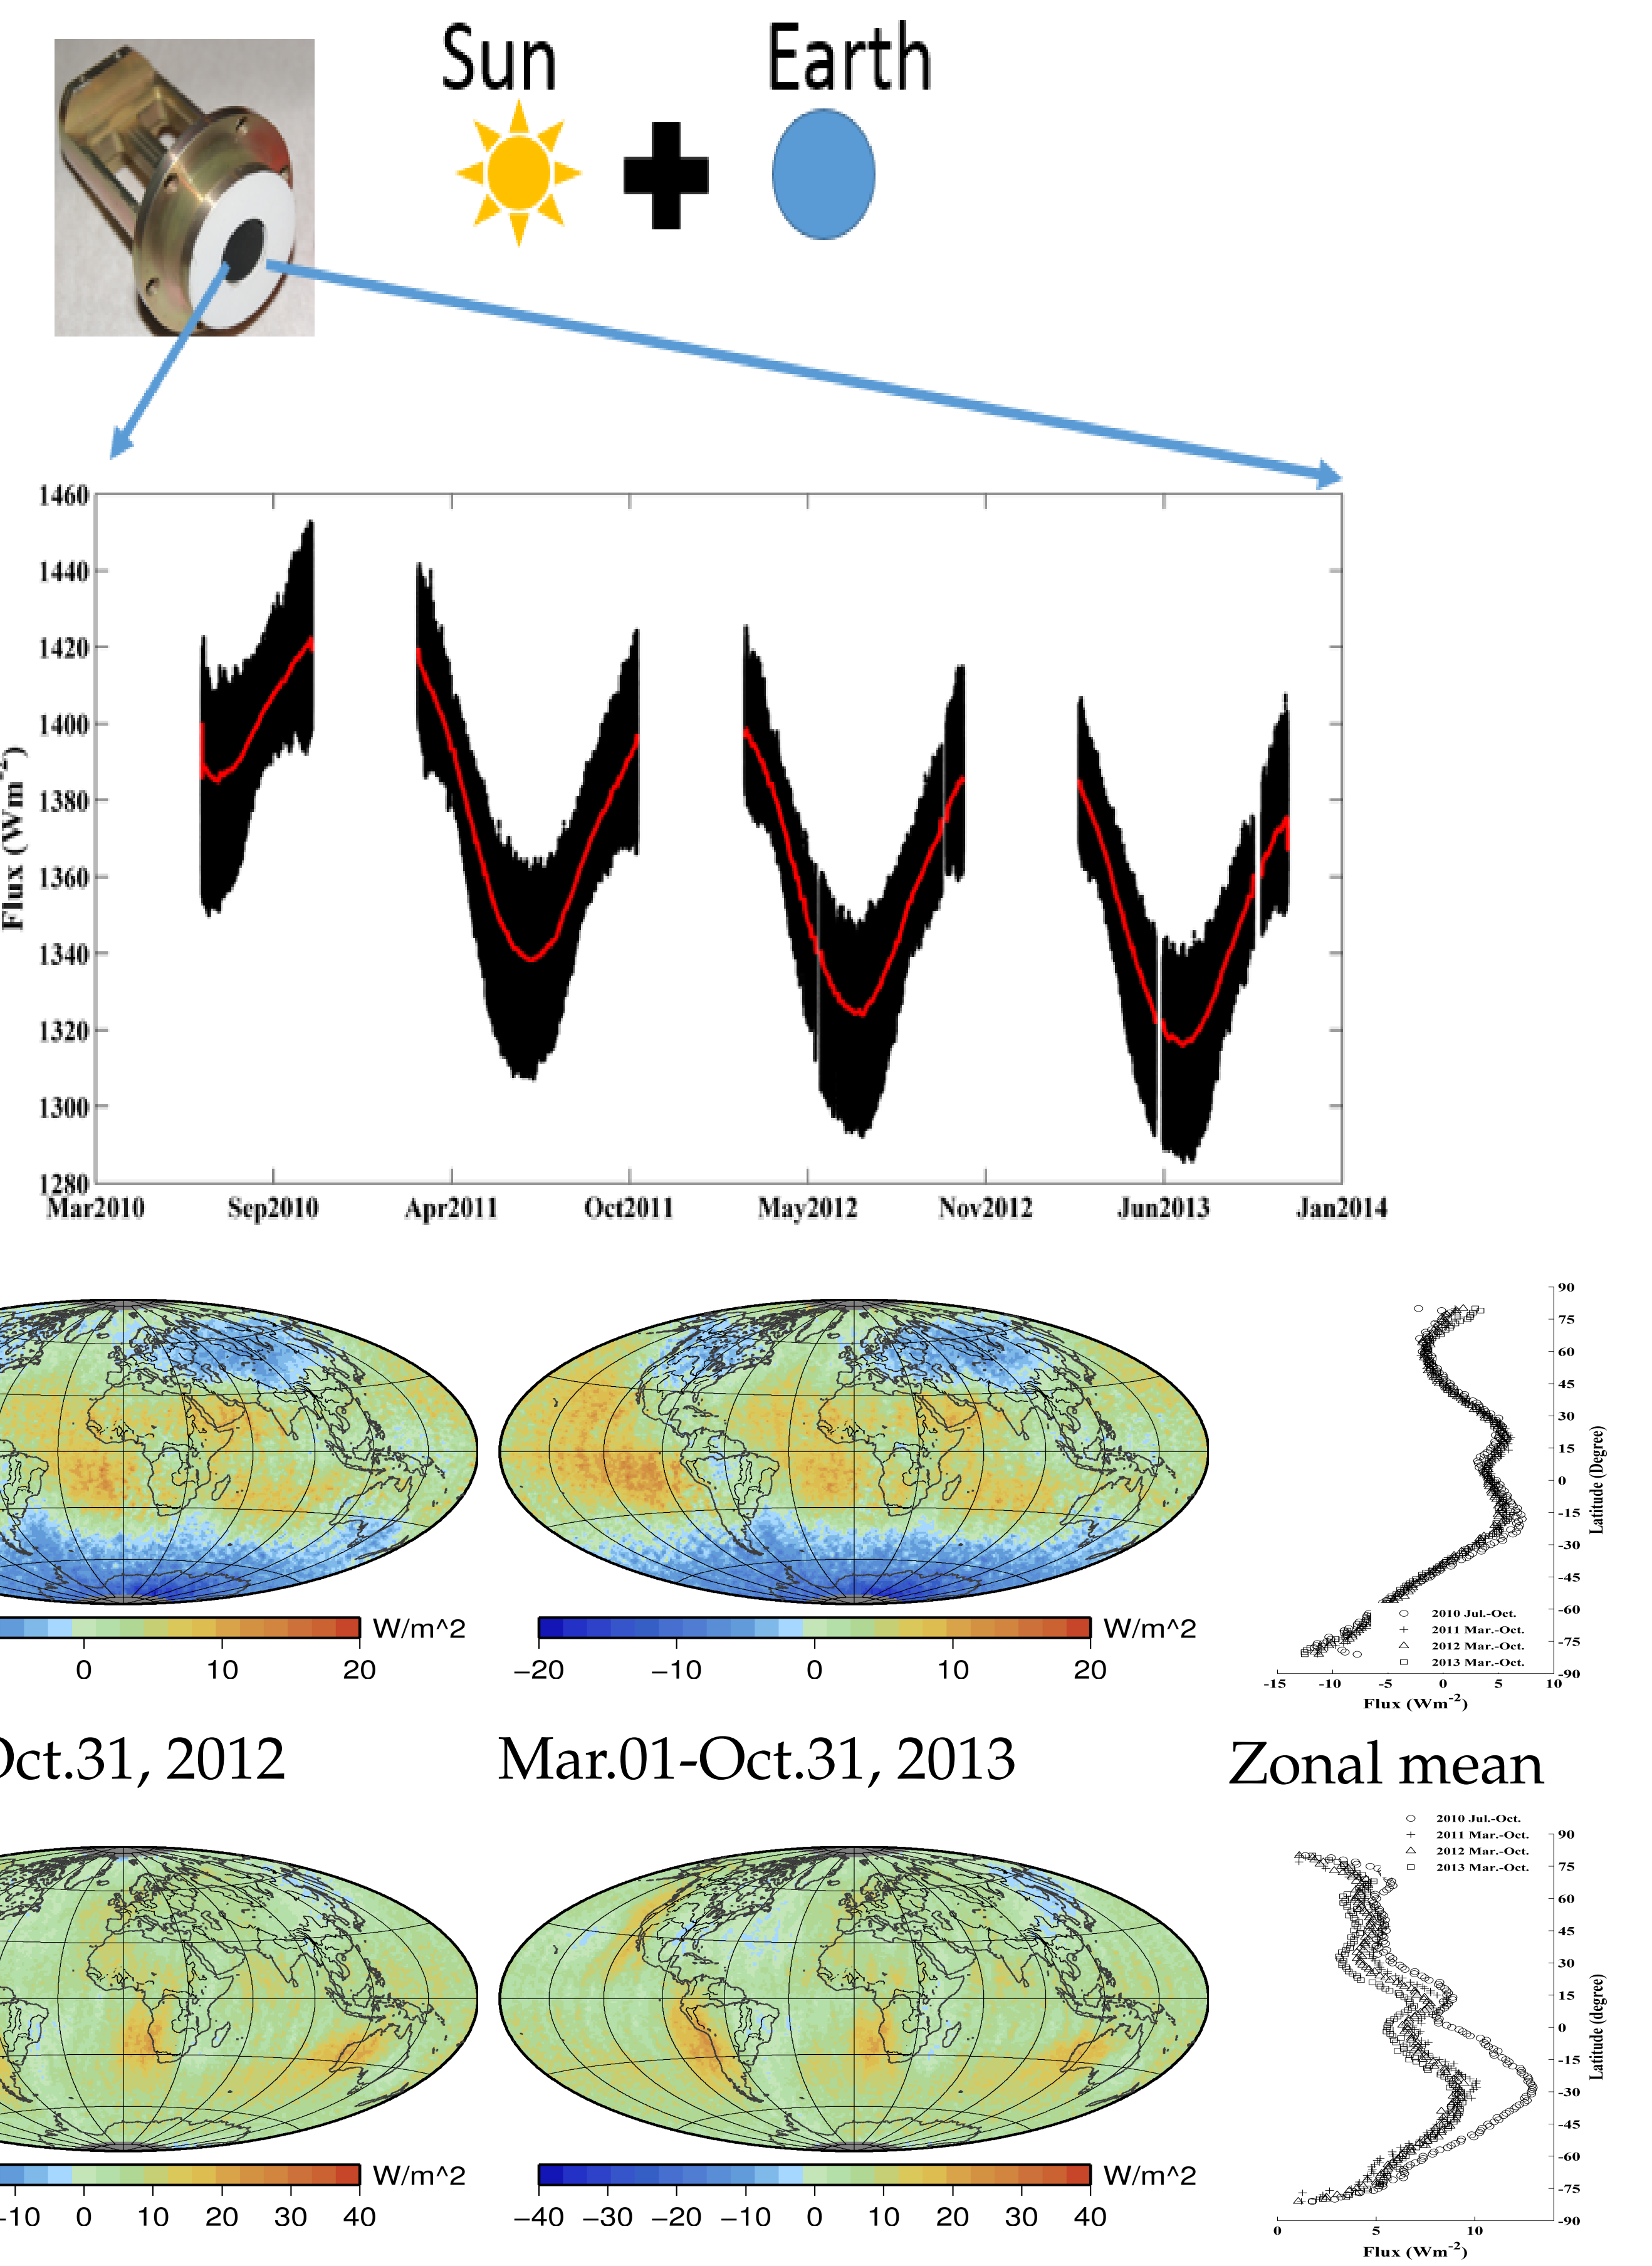 Sun Earth
1460
1440
1420
1400
1380
1360
1340
1320
1300
1280
Flux (Wm-2)
Mar2010 Sep2010 Apr2011 Oct2011 May2012 Nov2012 Jun2013 Jan2014
W/m^2
0 10 20
W/m^2
−20 −10 0 10 20
90
75
60
45
30
15
0
-15
-30
-45
-60
-75
-90
Latitude (Degree)
2010 Jul.-Oct.
2011 Mar.-Oct.
2012 Mar.-Oct.
2013 Mar.-Oct.
-15 -10 -5 0 5 10
Flux (Wm-2)
Oct.31, 2012 Mar.01-Oct.31, 2013 Zonal mean
W/m^2
−10 0 10 20 30 40
W/m^2
−40 −30 −20 −10 0 10 20 30 40
2010 Jul.-Oct.
2011 Mar.-Oct.
2012 Mar.-Oct.
2013 Mar.-Oct.
90
75
60
45
30
15
0
-15
-30
-45
-60
-75
-90
Latitude (degree)
0 5 10
Flux (Wm-2)